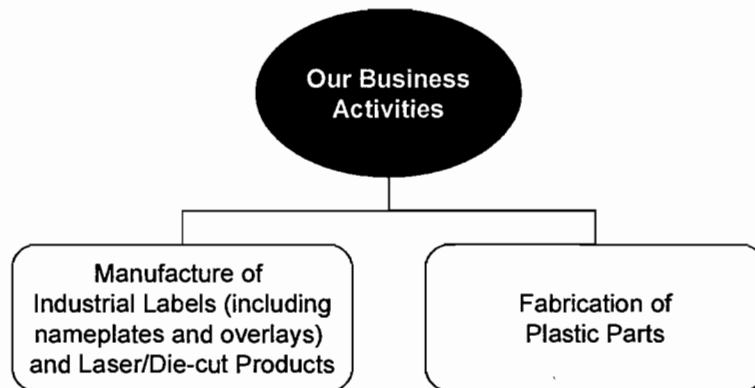 Our Business
Activities
Manufacture of
Industrial Labels (including
nameplates and overlays)
and Laser/Die-cut Products
Fabrication of
Plastic Parts